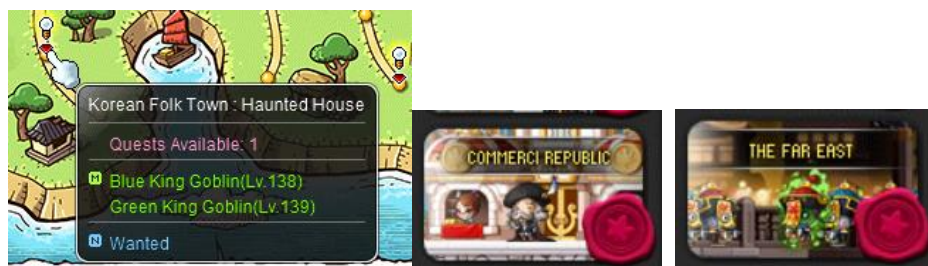 Korean Folk Town : Haunted House
Quests Available: 1
M Blue King Goblin(Lv.138)
Green King Goblin(Lv.139)
N Wanted
COMMERCI REPUBLIC
THE FAR EAST